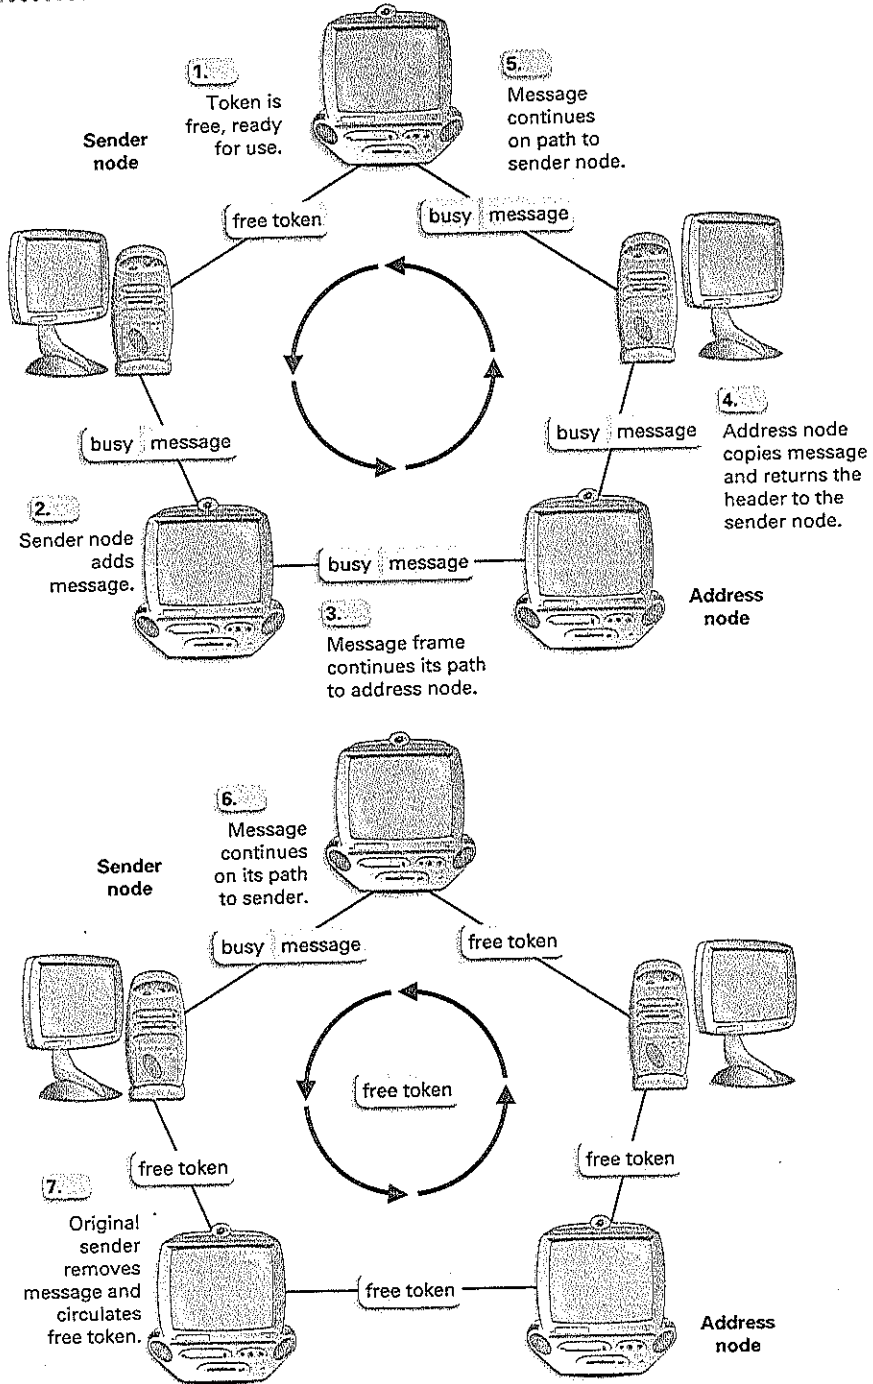 1.
Token is
free, ready
for use.
5.
Message
continues
on path to
sender node.
Sender
node
free token
busy message
busy message
busy message
4.
Address node
copies message
and returns the
header to the
sender node.
2.
Sender node
adds
message.
busy message
3.
Message frame
continues its path
to address node.
Address
node
6.
Message
continues
on its path
to sender.
Sender
node
busy message
free token
free token
free token
free token
7.
Original
sender
removes
message and
circulates
free token.
free token
Address
node